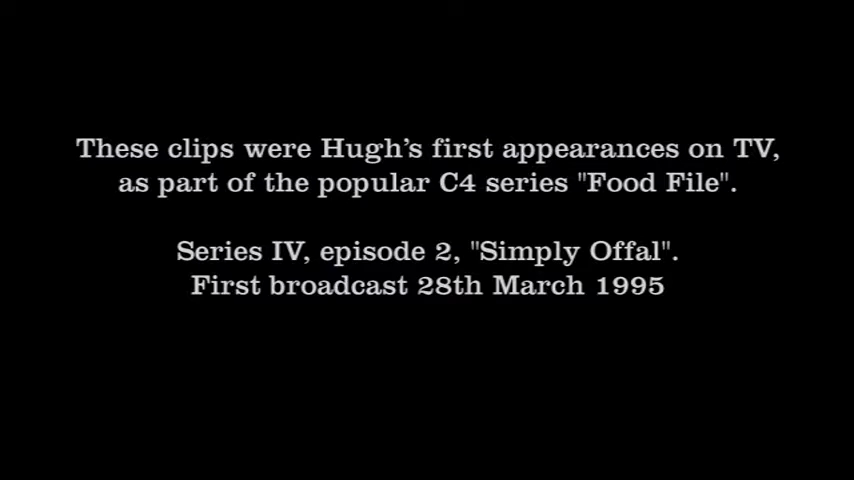 These clips were Hugh’s first appearances on TV,
as part of the popular C4 series "Food File".
Series IV, episode 2, "Simply Offal".
First broadcast 28th March 1995